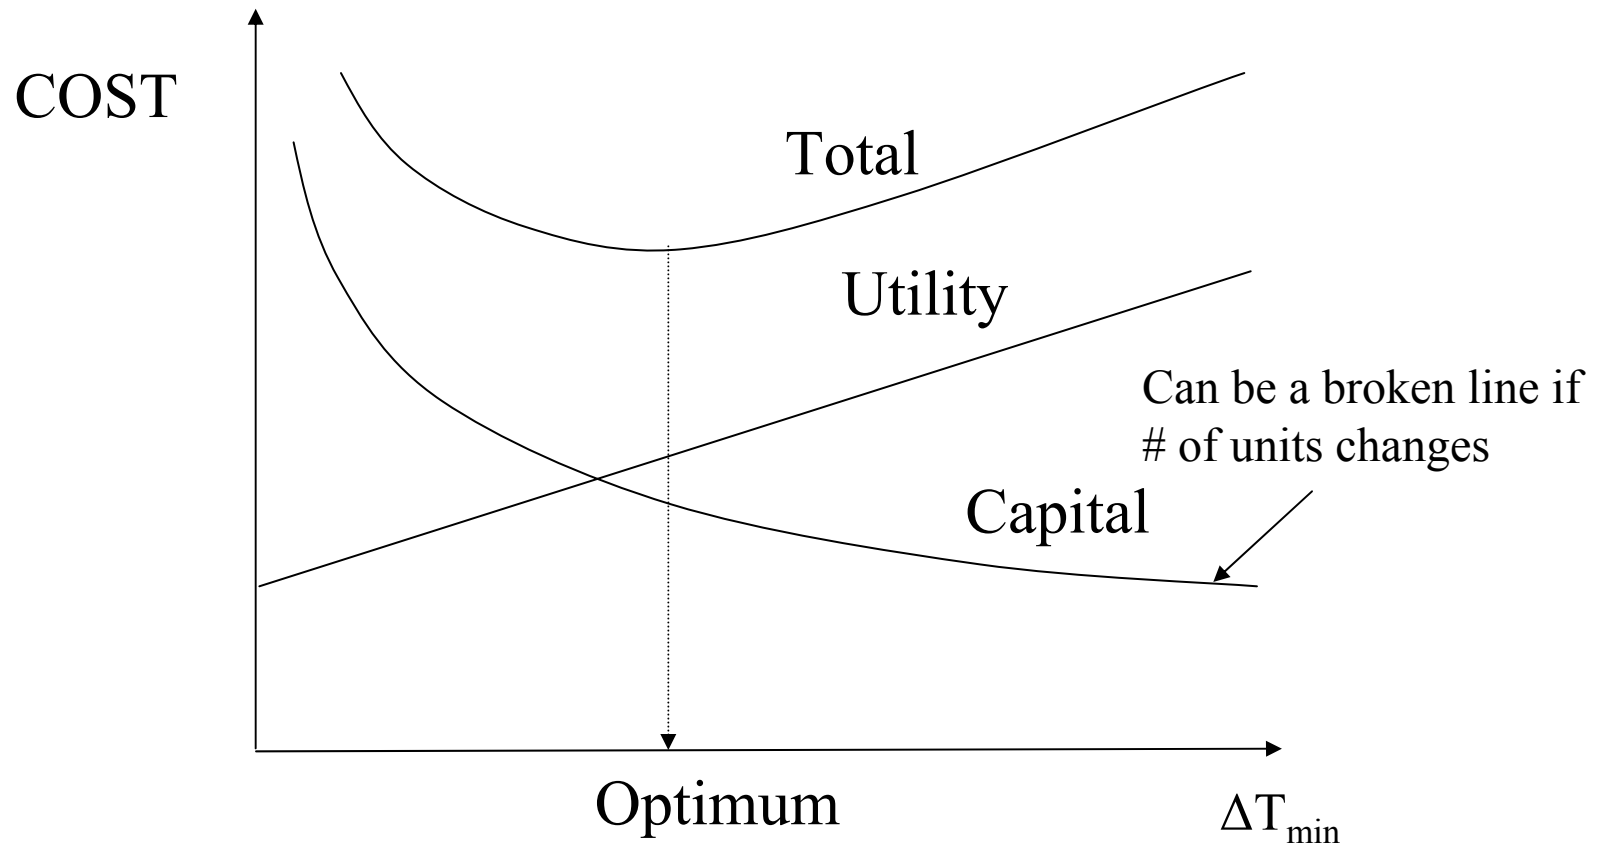 COST
Total
Utility
Can be a broken line if
# of units changes
Capital
Optimum
ΔTmin